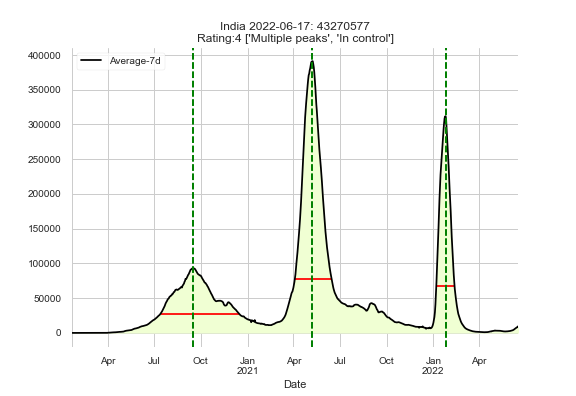 India 2022-06-17: 43270577
Rating:4 ['Multiple peaks', 'In control']
Average-7d
400000
350000
300000
250000
200000
150000
100000
50000
0
Apr Jul Oct Jan Apr Jul Oct Jan Apr
2021 2022
Date